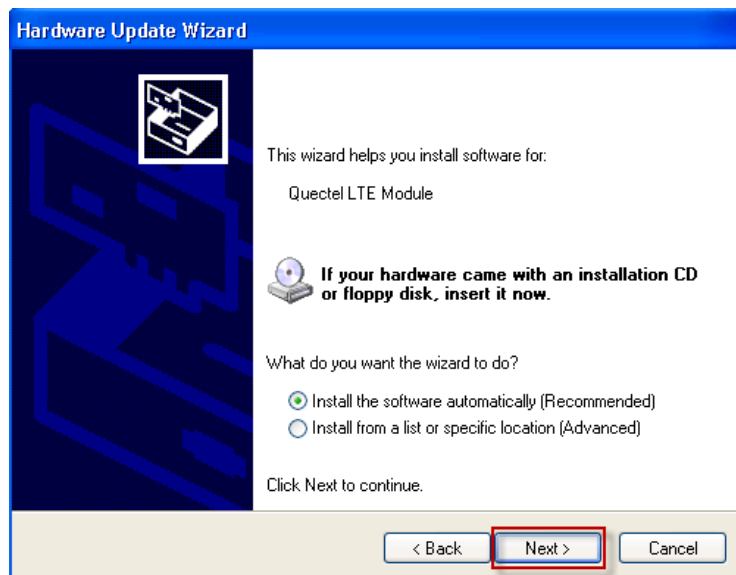 Hardware Update Wizard
This wizard helps you install software for:
Quectel LTE Module
If your hardware came with an installation CD
or floppy disk, insert it now.
What do you want the wizard to do?
Install the software automatically (Recommended)
Install from a list or specific location (Advanced)
Click Next to continue.
< Back Next > Cancel